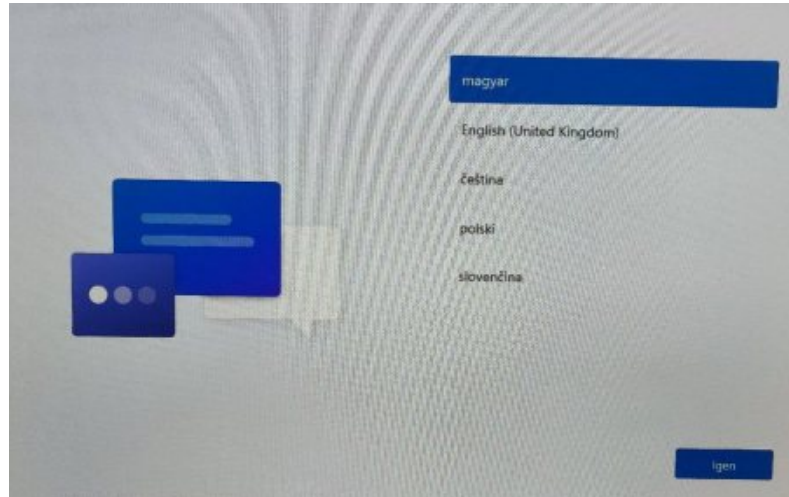 magyar
English (United Kingdom)
čeština
polski
slovenčina
Igen